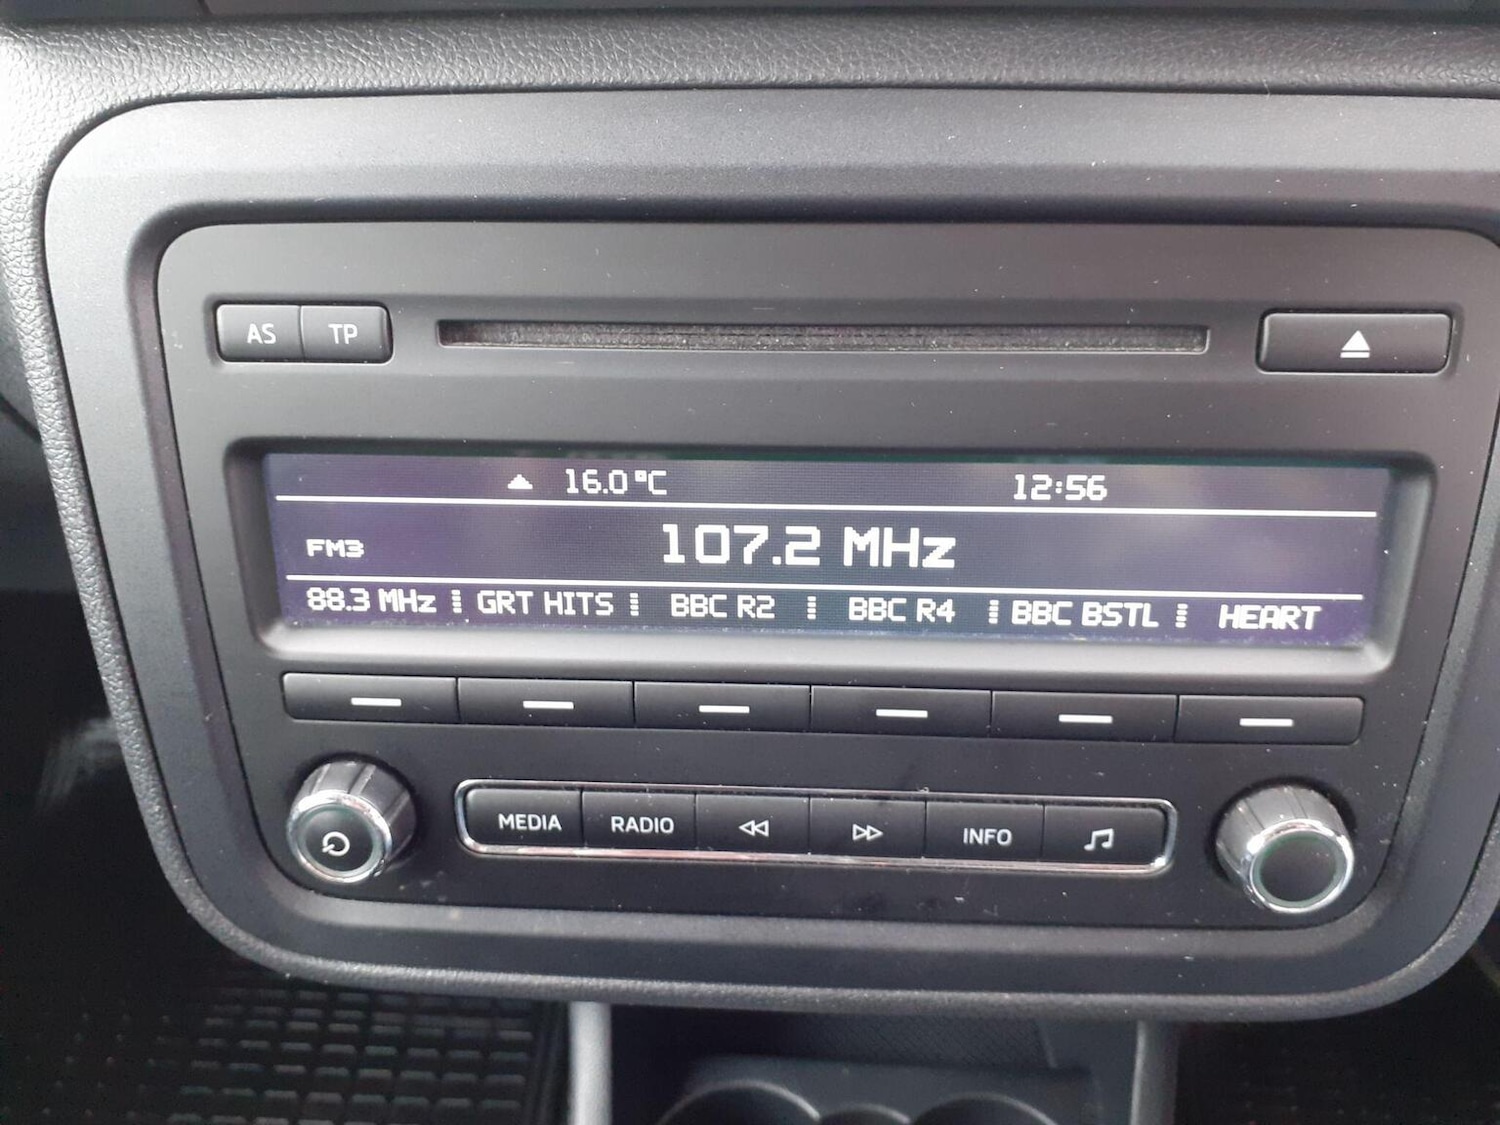 AS TP
16.0 °C 12:56
FM3 107.2 MHz
88.3 MHz GRT HITS BBC R2 BBC R4 BBC BSTL HEART
MEDIA RADIO INFO